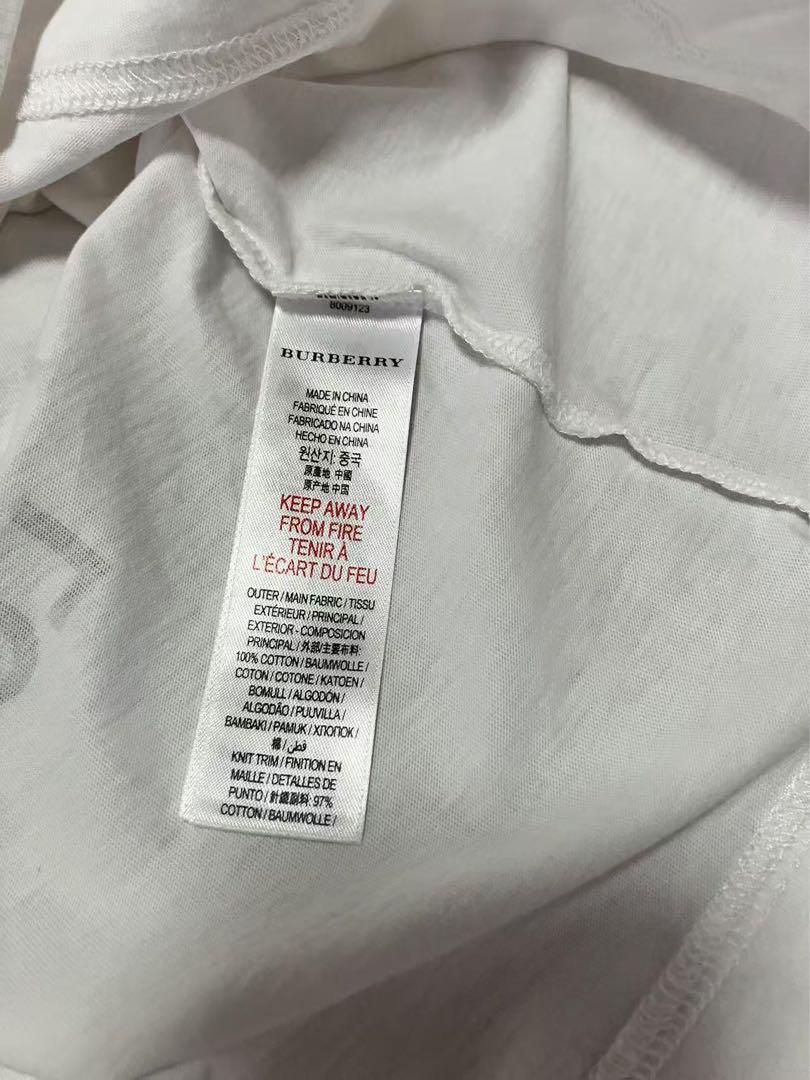 8009123
BURBERRY
MADE IN CHINA
FABRIQUÉ EN CHINE
FABRICADO NA CHINA
HECHO EN CHINA
원산지: 중국
原產地 中國
原产地 中国
KEEP AWAY
FROM FIRE
TENIR À
L'ÉCART DU FEU
OUTER / MAIN FABRIC / TISSU
EXTÉRIEUR / PRINCIPAL /
EXTERIOR - COMPOSICION
PRINCIPAL / 外部/主要布料:
100% COTTON / BAUMWOLLE /
COTON / COTONE / KATOEN /
BOMULL / ALGODÓN /
ALGODÃO / PUUVILLA /
BAMBAKI / PAMUK / ХЛОПОК /
棉 / قطن /
KNIT TRIM / FINITION EN
MAILLE / DETALLES DE
PUNTO / 針織副料: 97%
COTTON / BAUMWOLLE /